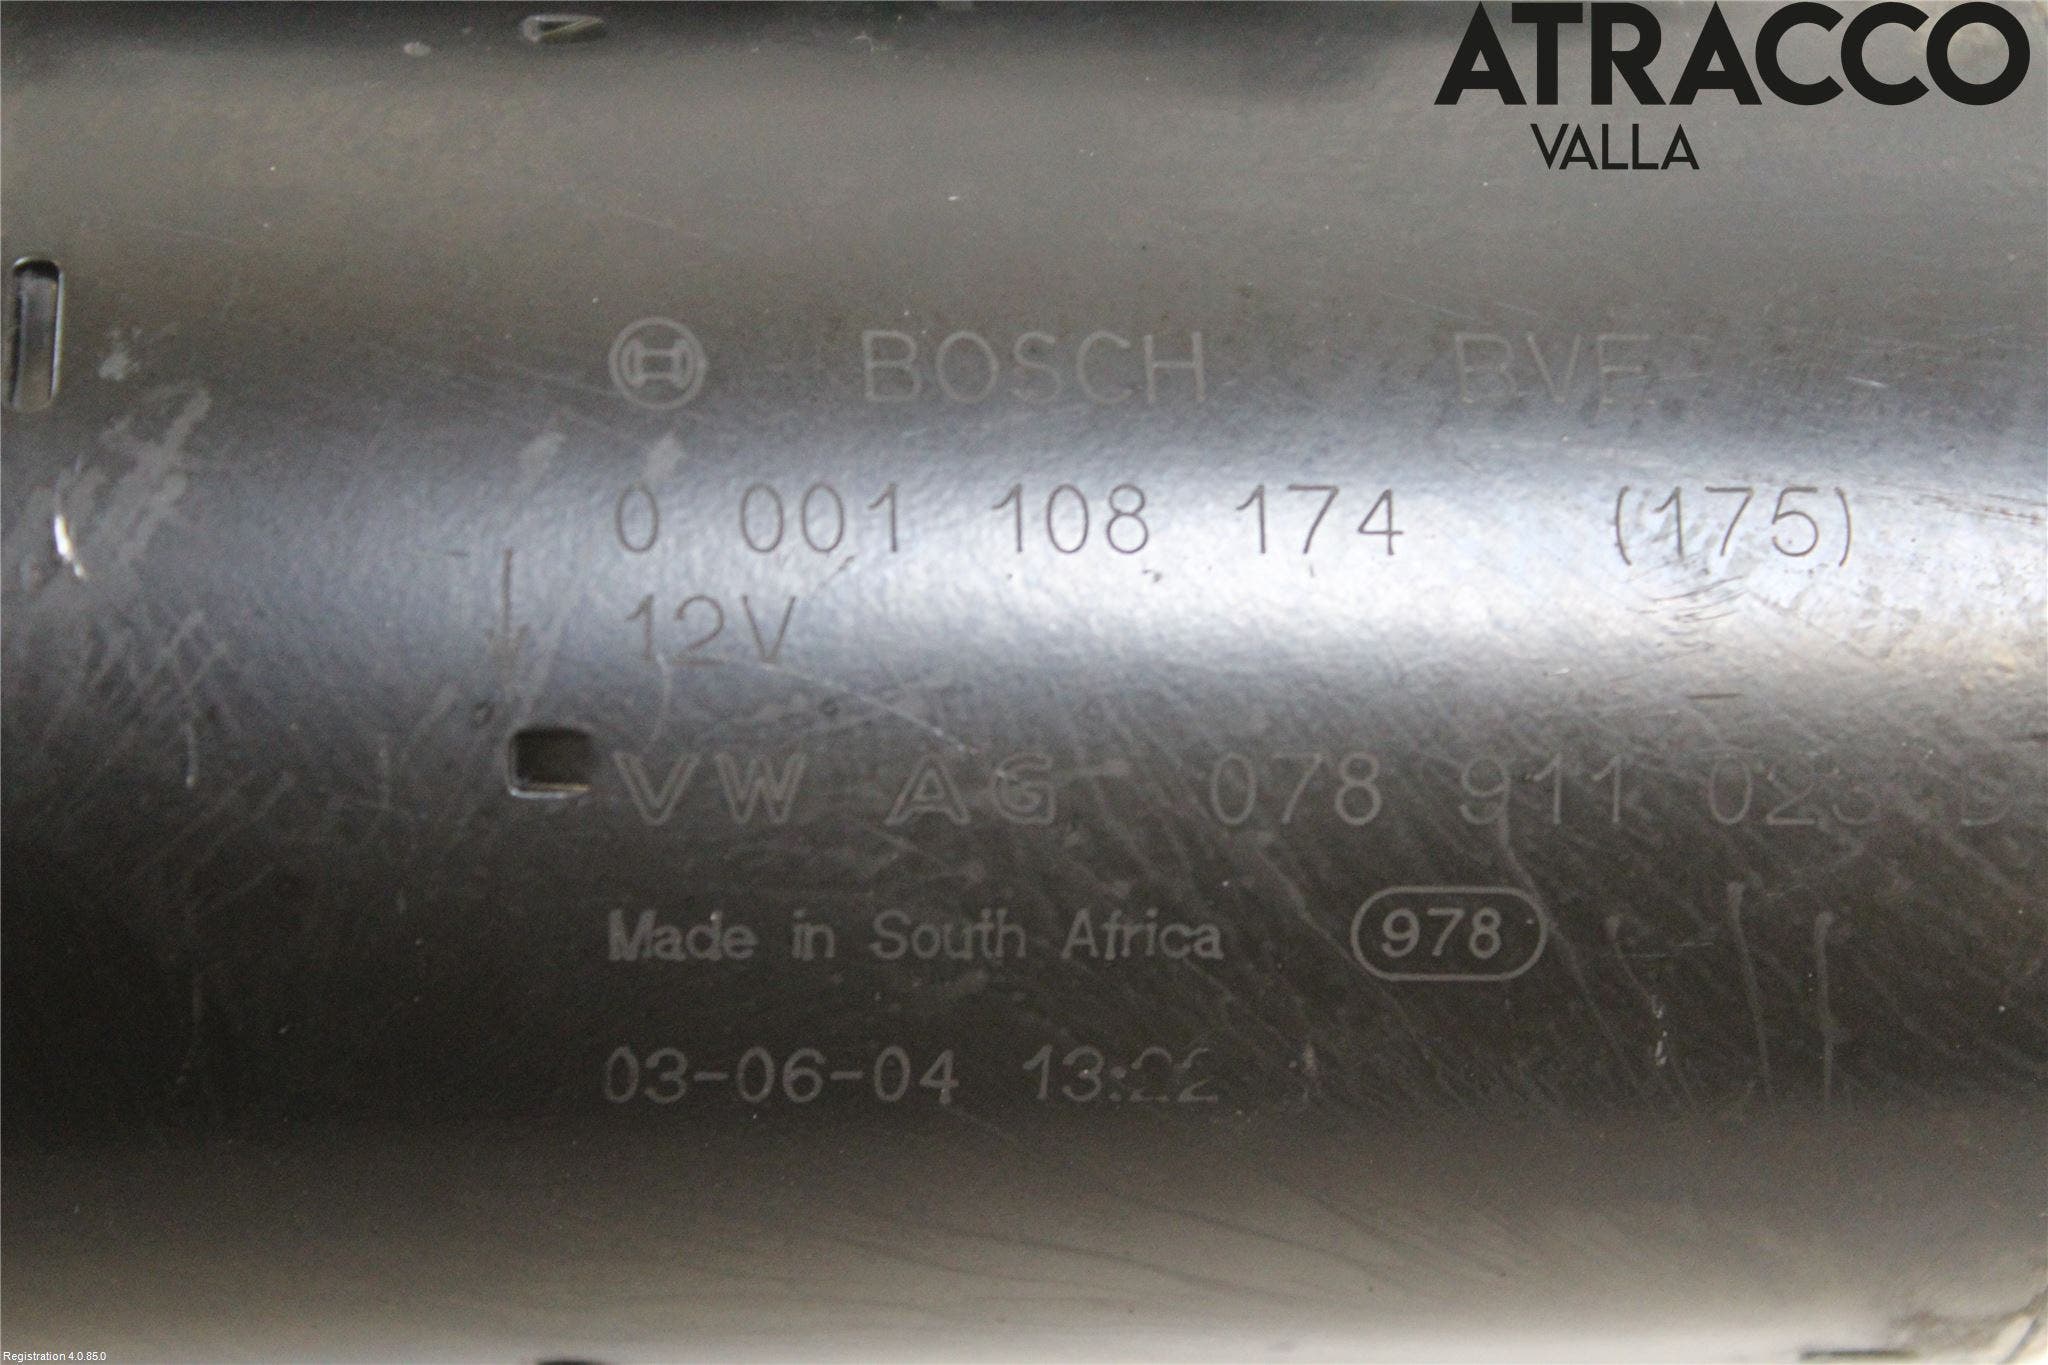 ATRACCO
VALLA
BOSCH BVE
0 001 108 174 (175)
12V
VW AG 078 911 023 D
Made in South Africa 978
03-06-04 13:22
Registration 4.0.85.0